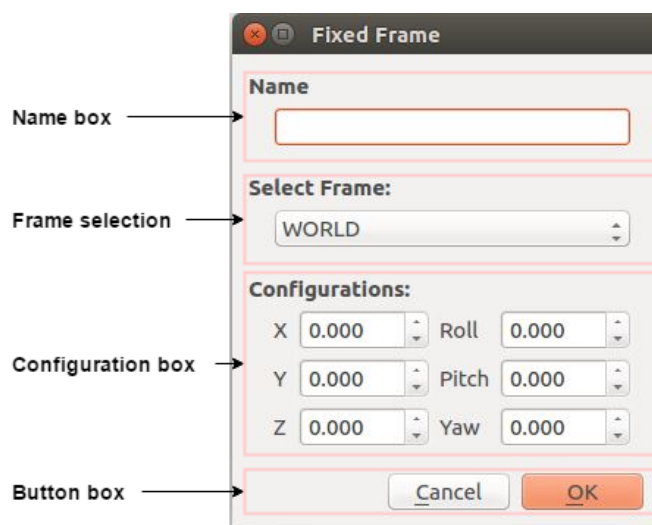 Fixed Frame
Name
Name box
Select Frame:
Frame selection
WORLD
Configurations:
X 0.000 Roll 0.000
Configuration box
Y 0.000 Pitch 0.000
Z 0.000 Yaw 0.000
Button box
Cancel OK